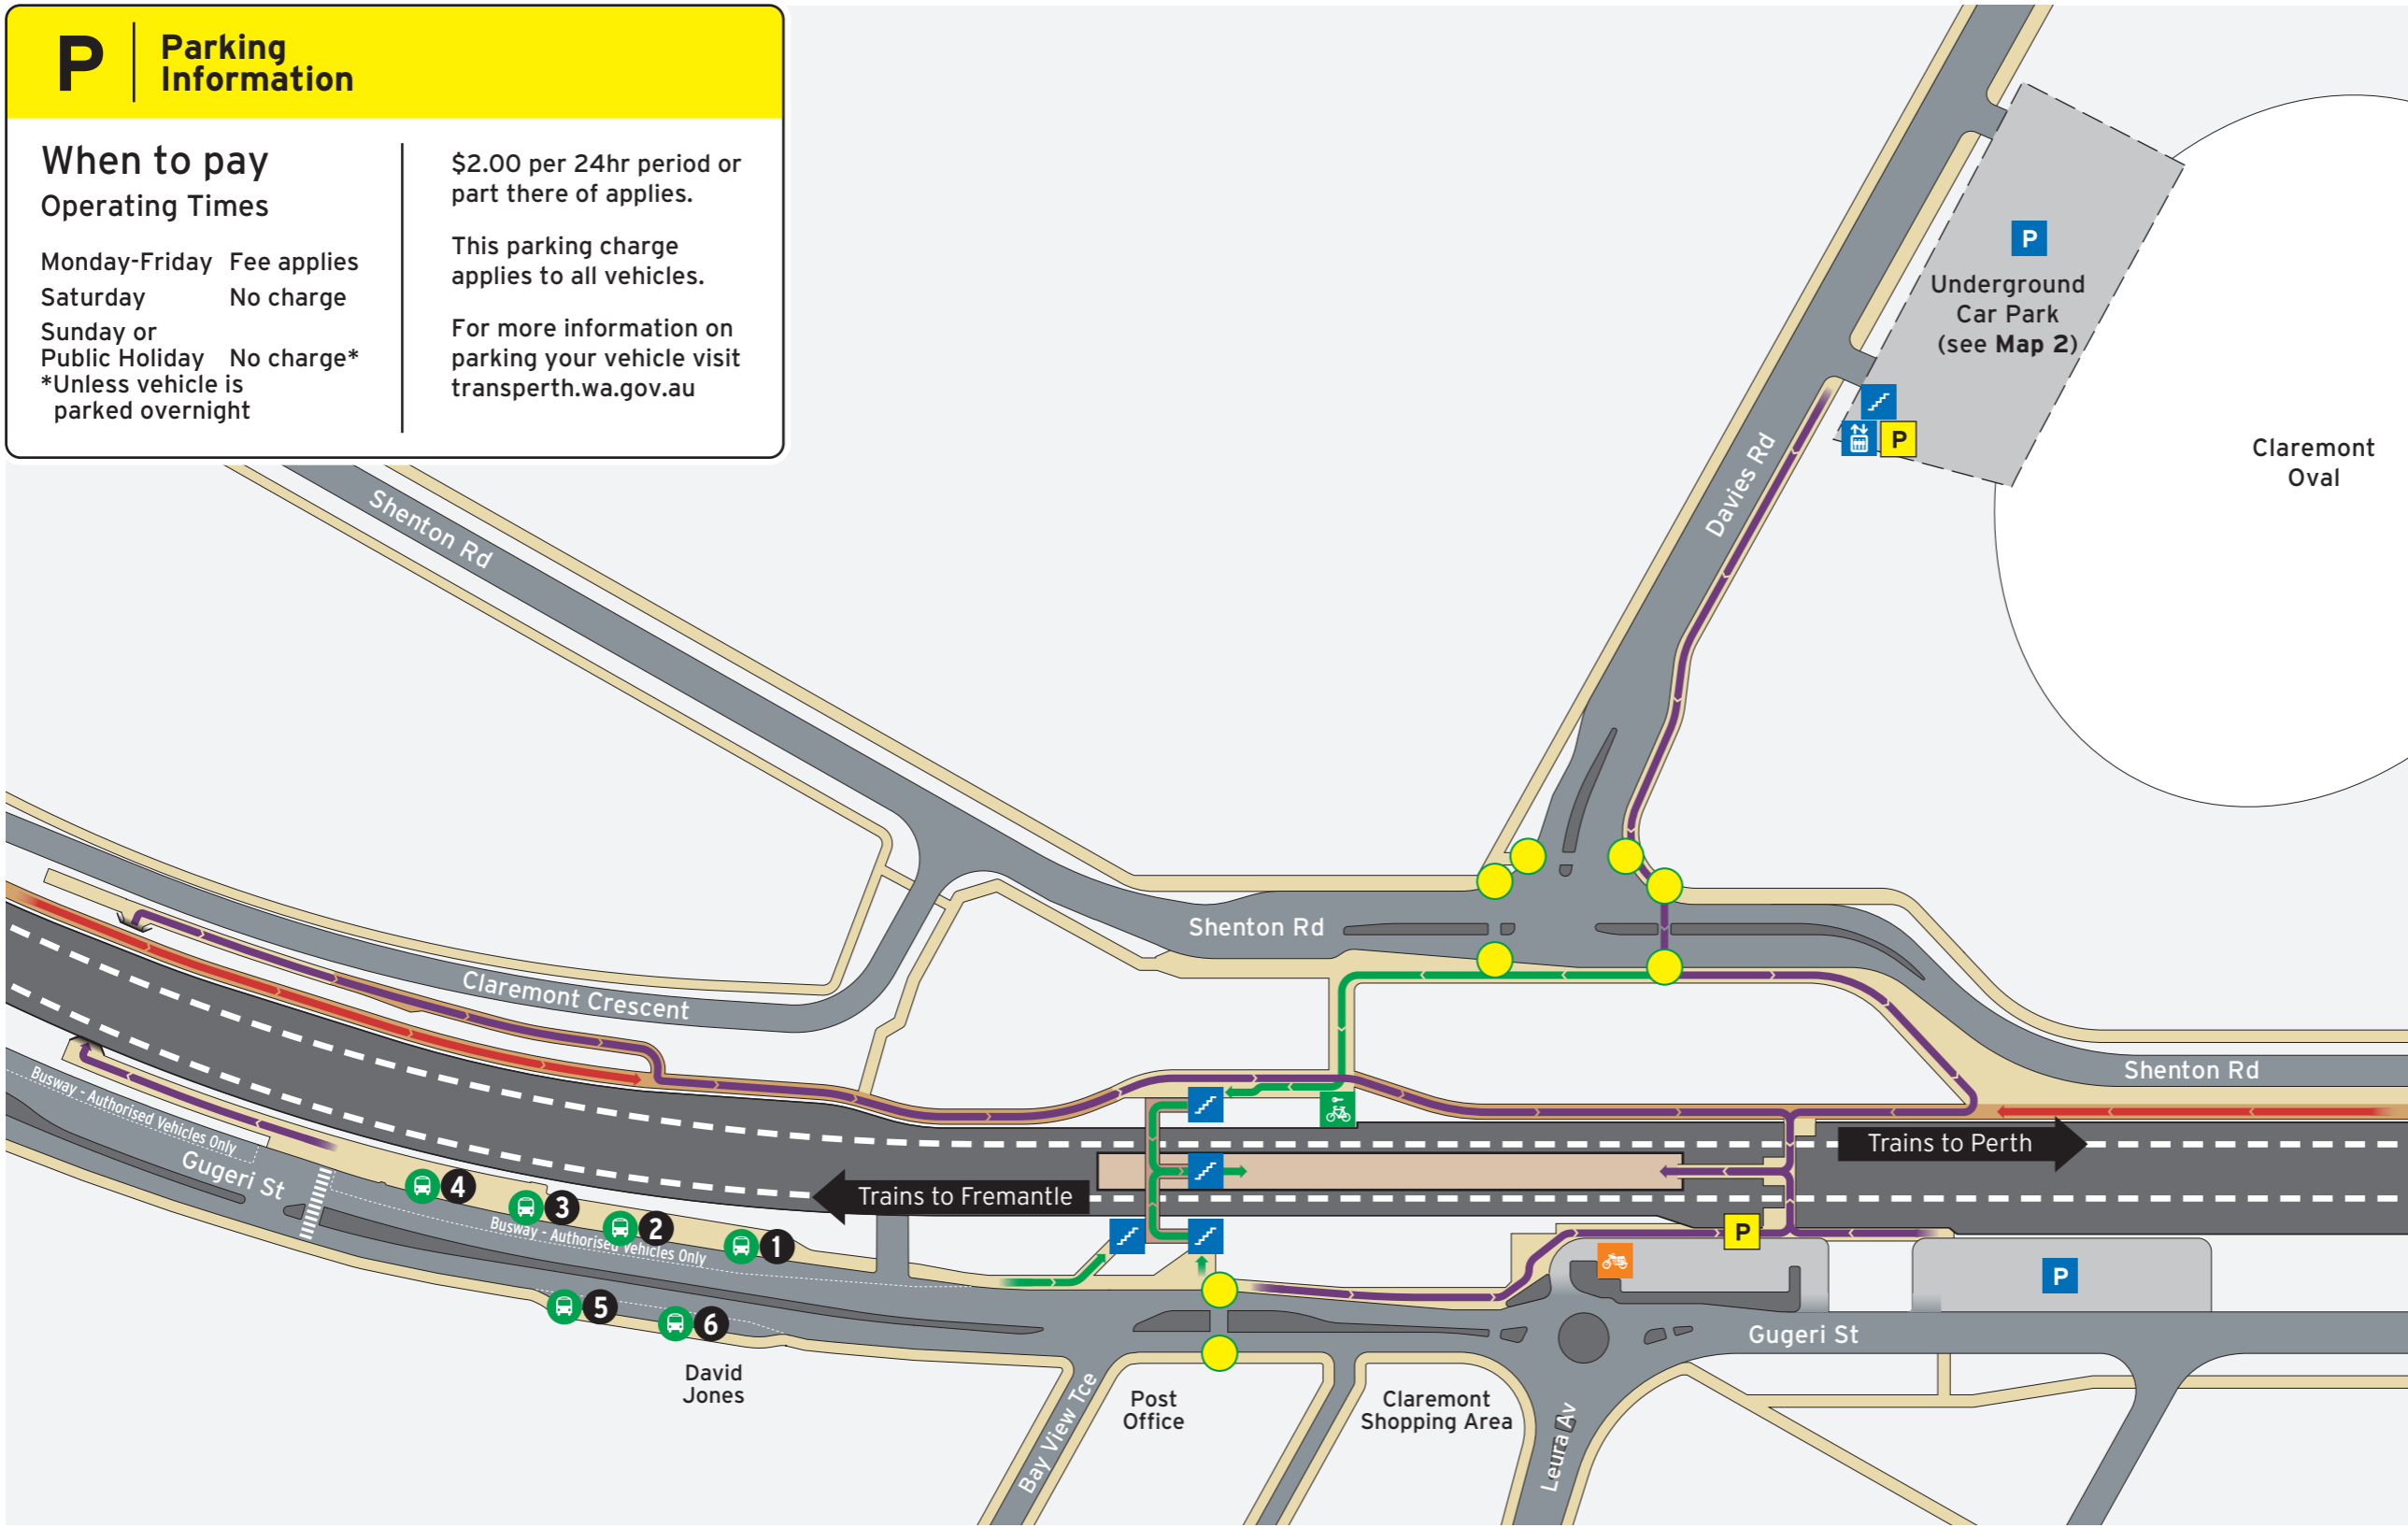 P
Parking
Information
When to pay
Operating Times
Monday-Friday Fee applies
Saturday No charge
Sunday or
Public Holiday No charge*
*Unless vehicle is
parked overnight
$2.00 per 24hr period or
part there of applies.
This parking charge
applies to all vehicles.
For more information on
parking your vehicle visit
transperth.wa.gov.au
P
Underground
Car Park
(see Map 2)
P
Claremont
Oval
Davies Rd
Shenton Rd
Shenton Rd
Claremont Crescent
Shenton Rd
Busway - Authorised Vehicles Only
Gugeri St
Trains to Perth
Trains to Fremantle
4
3
2
1
Busway - Authorised Vehicles Only
5
6
P
P
Gugeri St
David
Jones
Bay View Tce
Post
Office
Claremont
Shopping Area
Leura Av